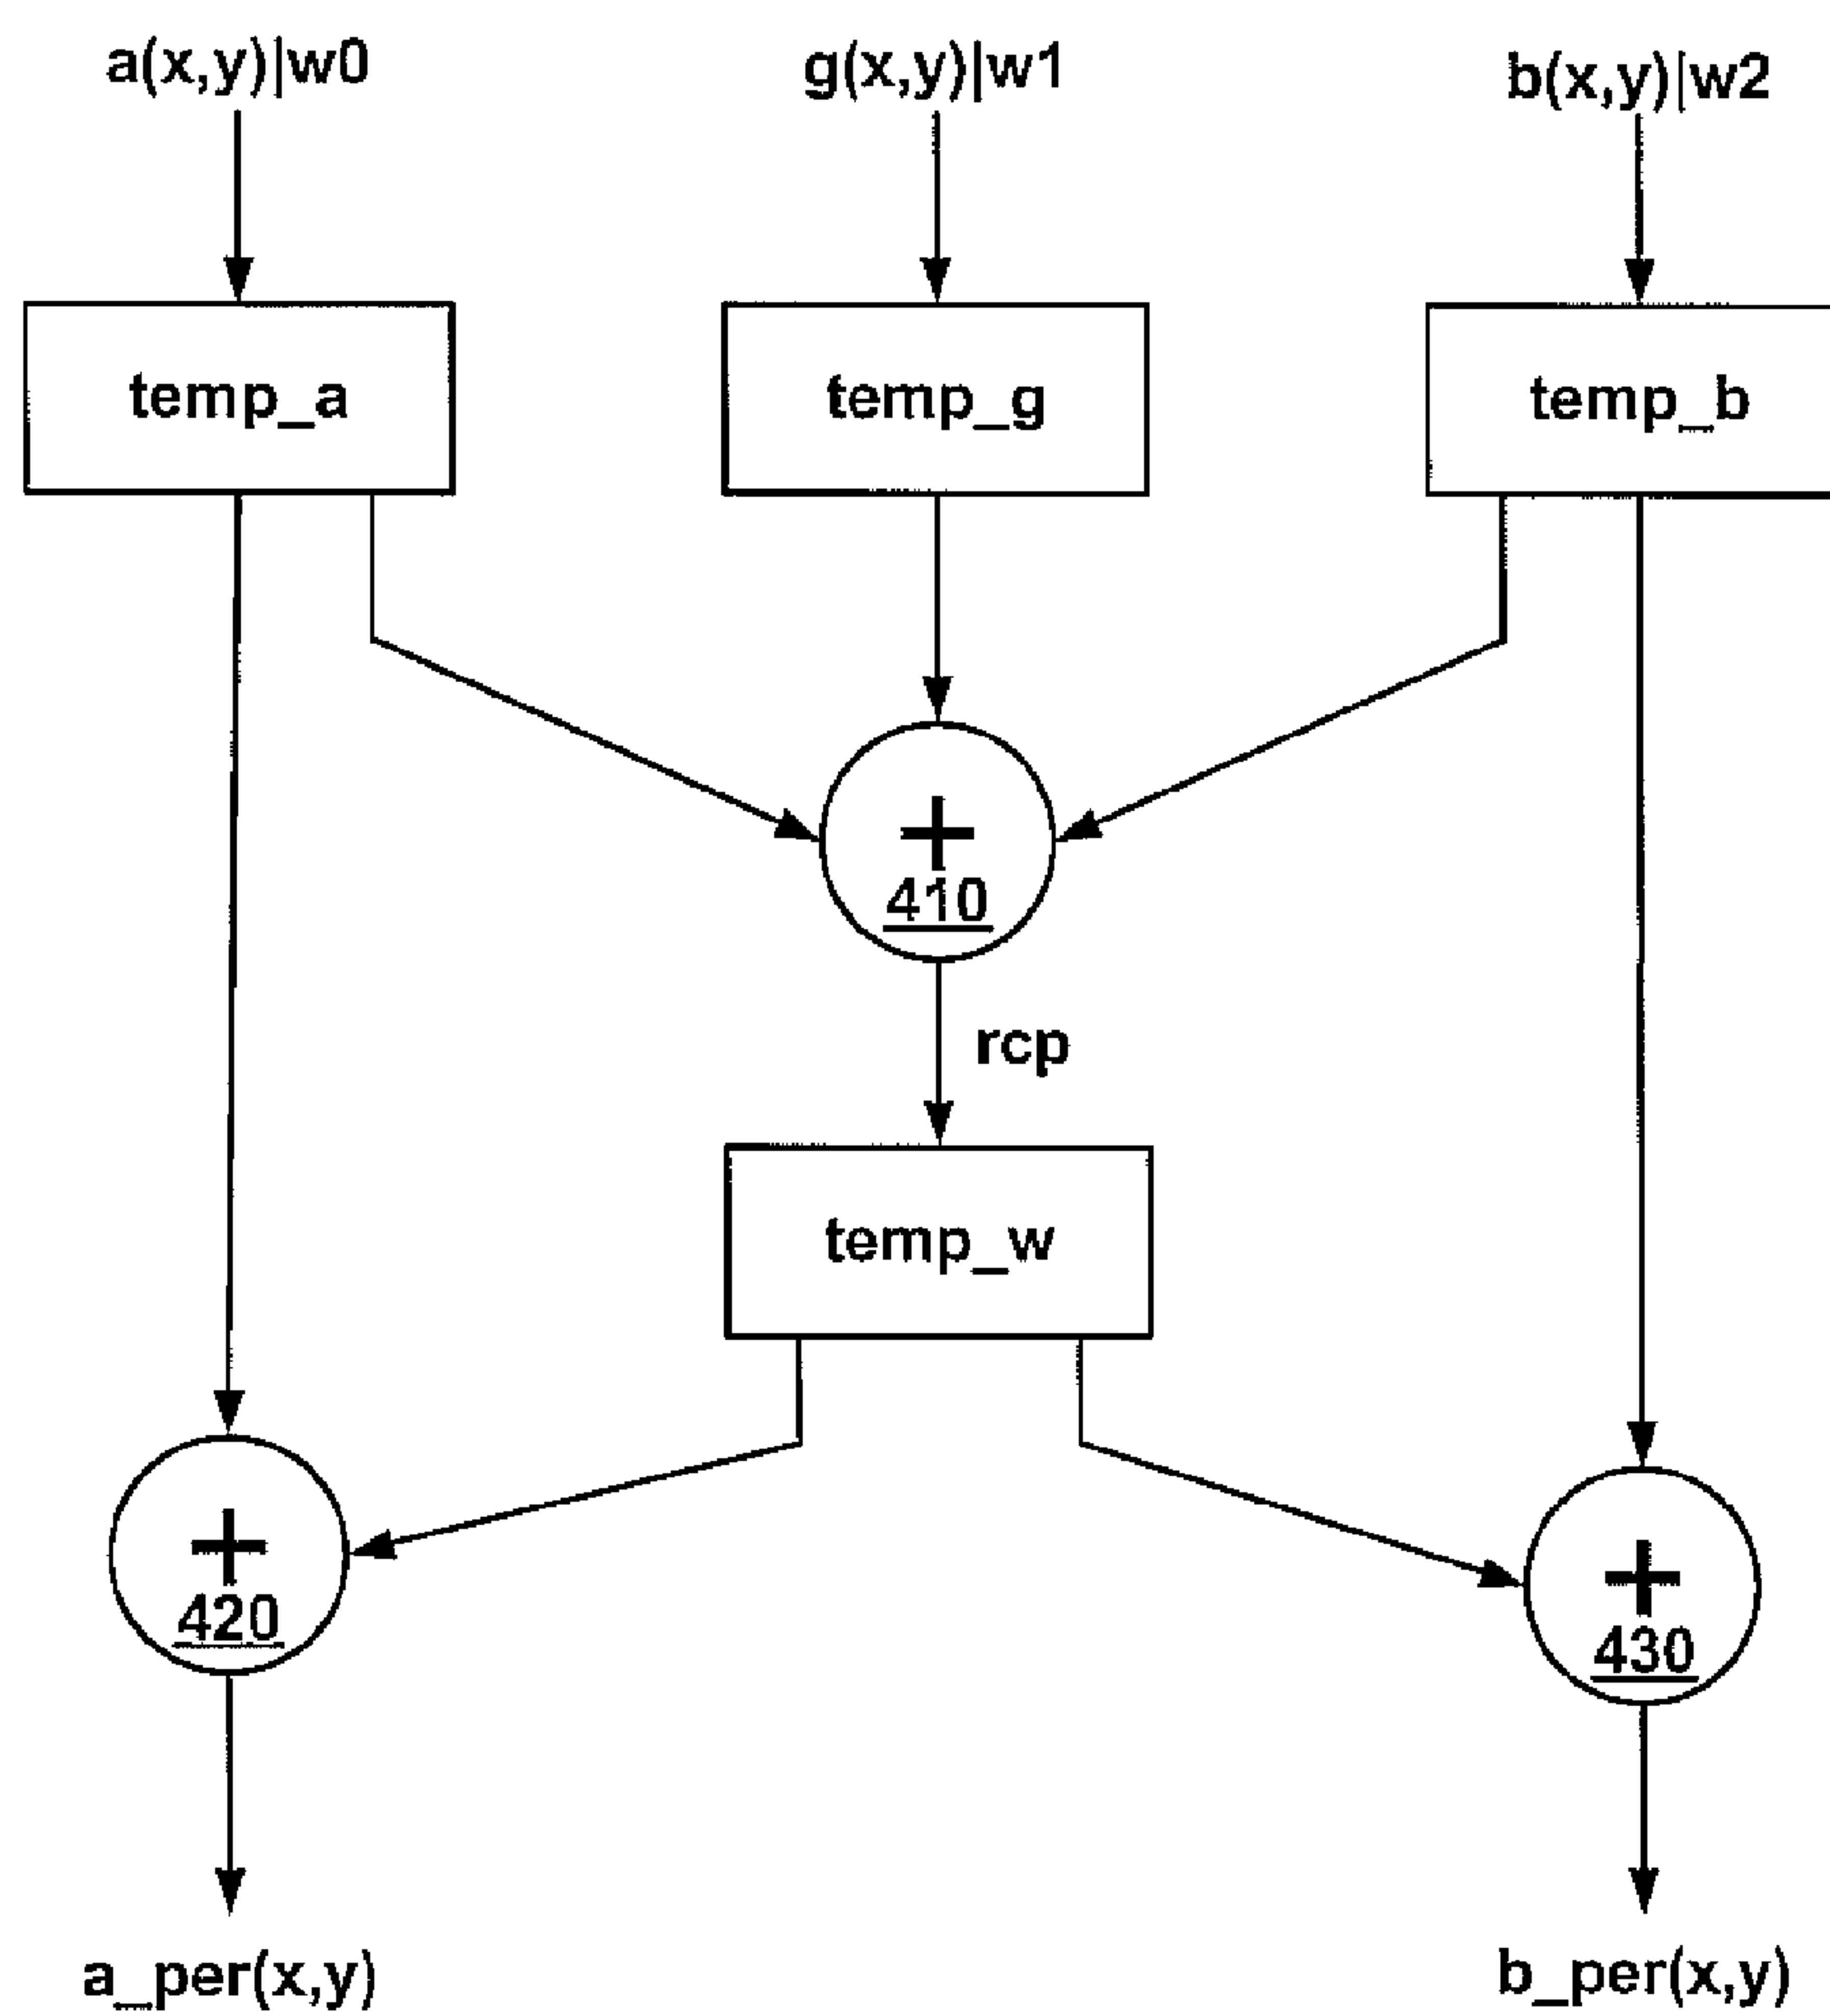 a(x,y)|w0
g(x,y)|w1
b(x,y)|w2
temp_a
temp_g
temp_b
+
410
rcp
temp_w
+
420
+
430
a_per(x,y)
b_per(x,y)